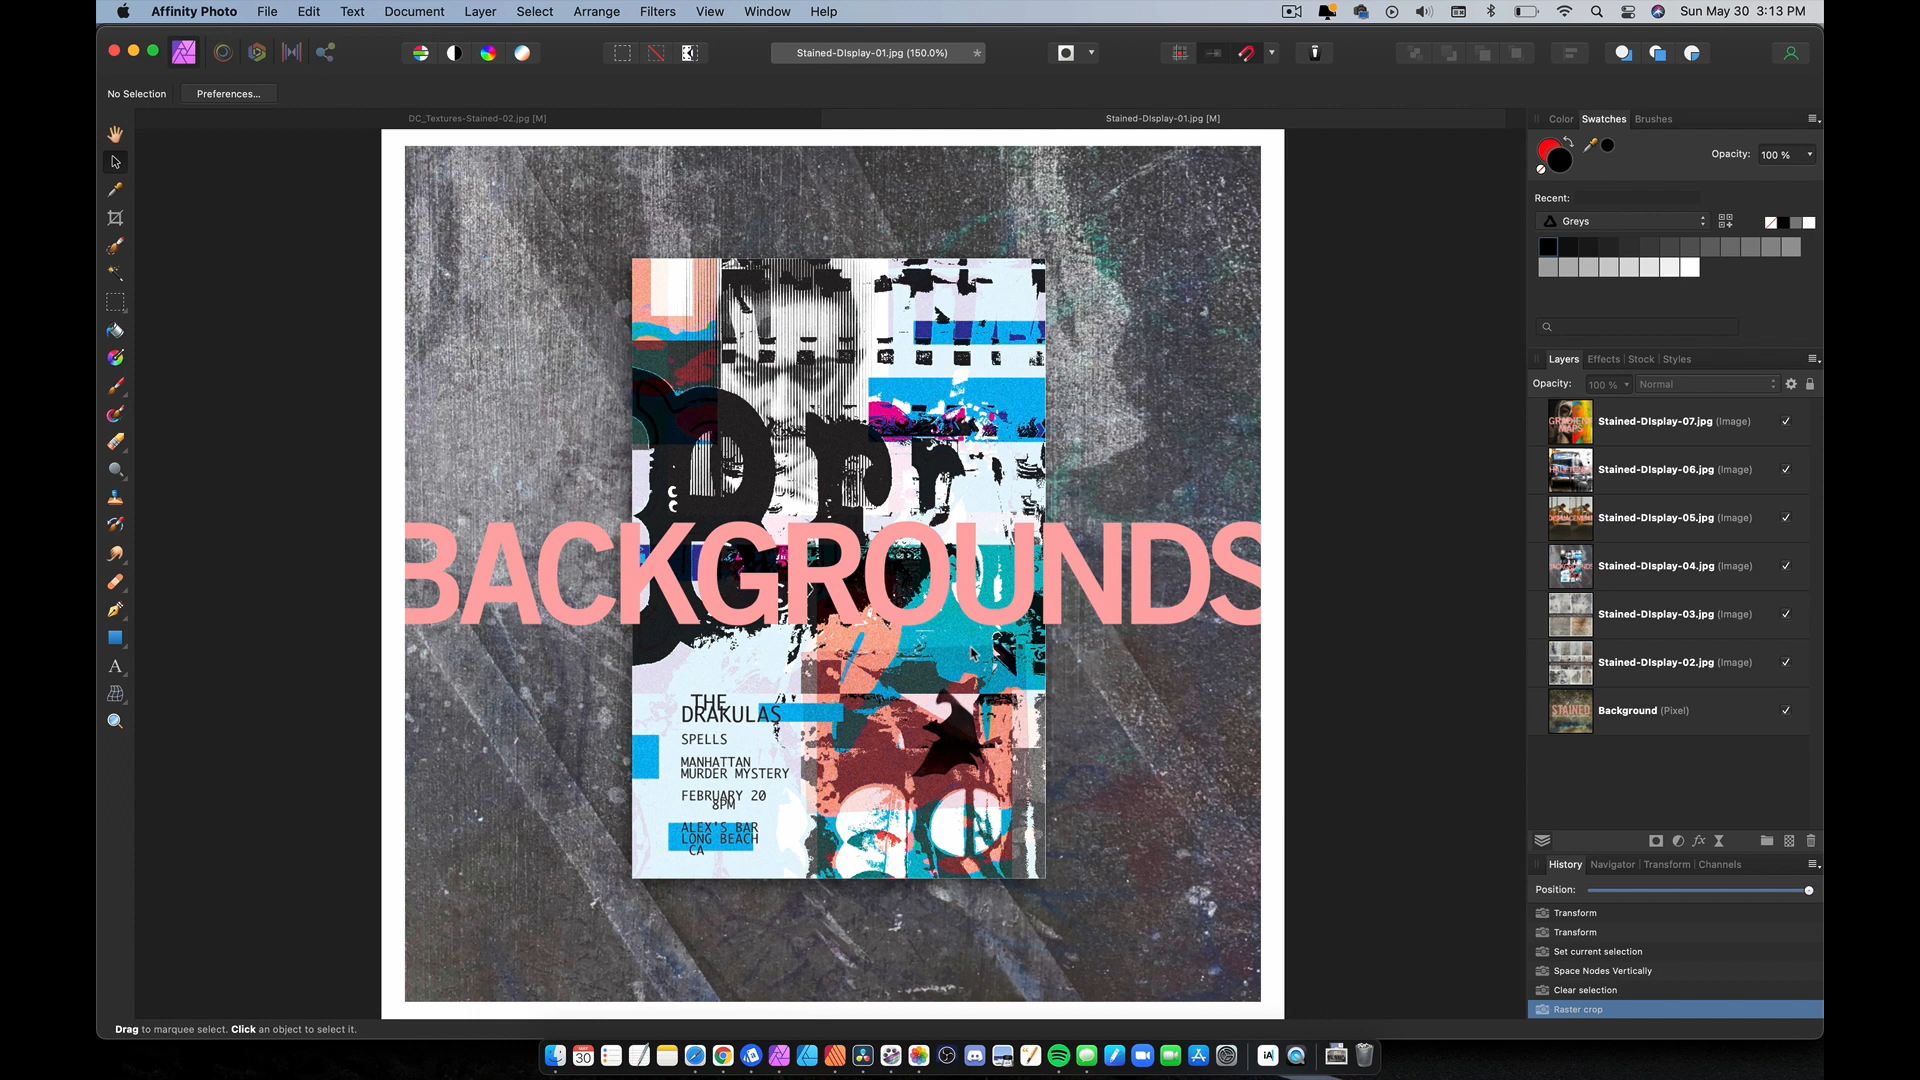 Affinity Photo File Edit Text Document Layer Select Arrange Filters View Window Help Sun May 30 3:13 PM
Stained-DIsplay-01.jpg (150.0%) *
No Selection Preferences...
DC_Textures-Stained-02.jpg [M] Stained-DIsplay-01.jpg [M]
Color Swatches Brushes
Opacity: 100 %
Recent:
Greys
Layers Effects Stock Styles
Opacity: 100 % Normal
Stained-DIsplay-07.jpg (Image)
Stained-DIsplay-06.jpg (Image)
Stained-DIsplay-05.jpg (Image)
Stained-DIsplay-04.jpg (Image)
Stained-DIsplay-03.jpg (Image)
Stained-DIsplay-02.jpg (Image)
STAINED
Background (Pixel)
BACKGROUNDS
THE
DRAKULAS
SPELLS
MANHATTAN
MURDER MYSTERY
FEBRUARY 20
8PM
ALEX'S BAR
LONG BEACH
CA
History Navigator Transform Channels
Position:
Transform
Transform
Set current selection
Space Nodes Vertically
Clear selection
Raster crop
Drag to marquee select. Click an object to select it.